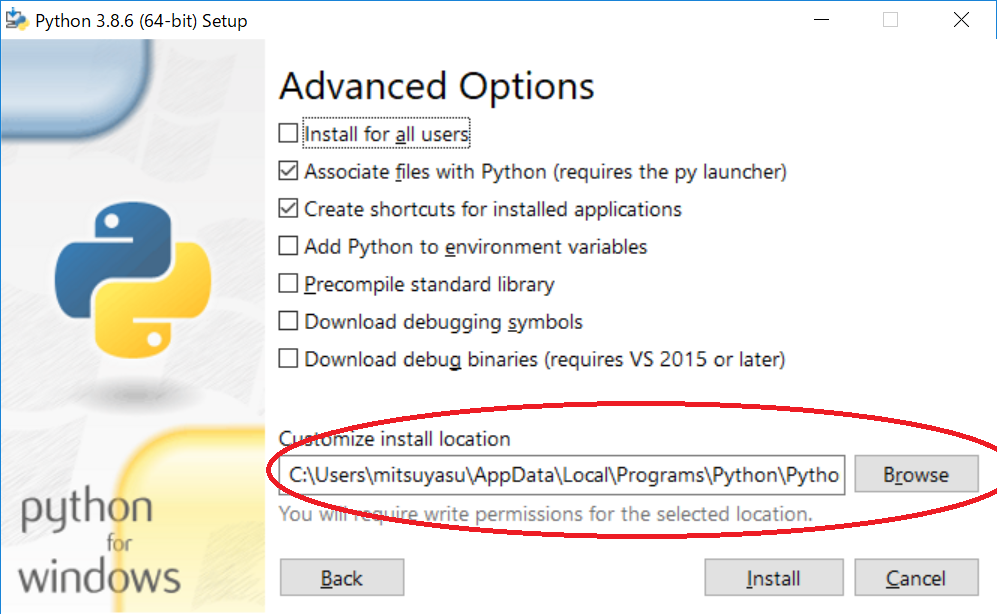 Python 3.8.6 (64-bit) Setup
Advanced Options
Install for all users
Associate files with Python (requires the py launcher)
Create shortcuts for installed applications
Add Python to environment variables
Precompile standard library
Download debugging symbols
Download debug binaries (requires VS 2015 or later)
Customize install location
C:\Users\mitsuyasu\AppData\Local\Programs\Python\Pytho
Browse
You will require write permissions for the selected location.
python
for
windows
Back
Install
Cancel